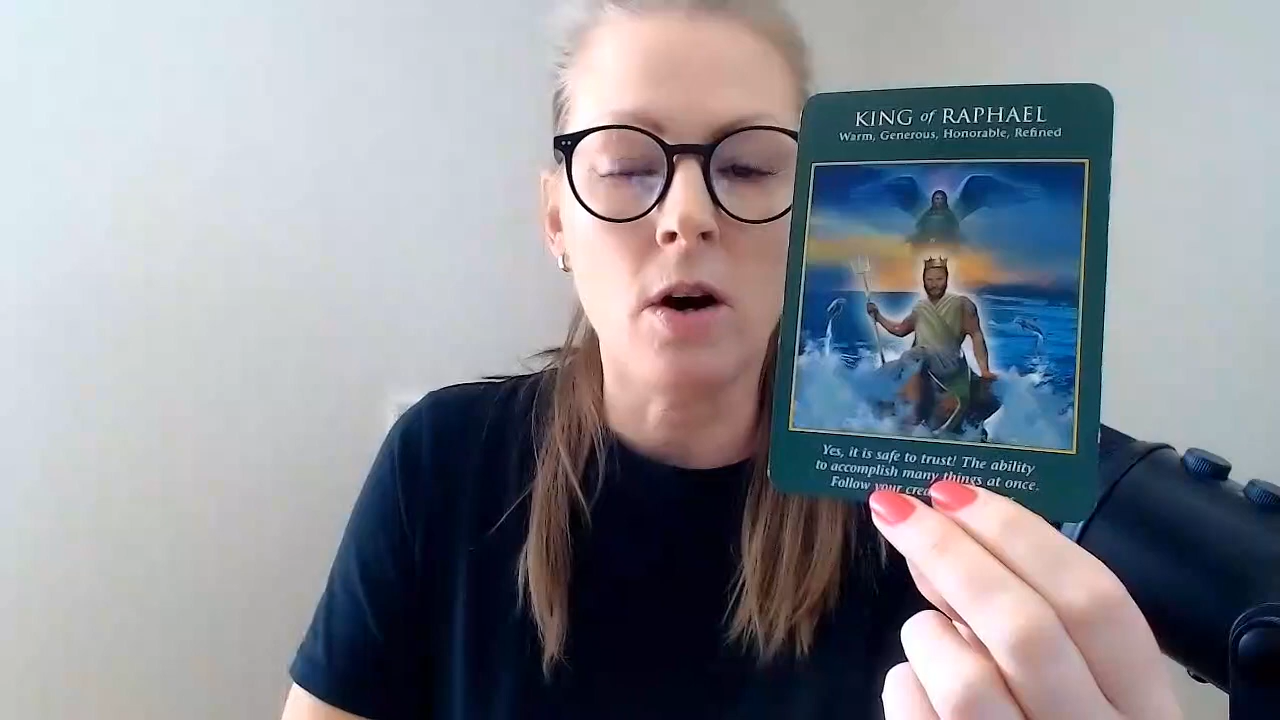 KING of RAPHAEL
Warm, Generous, Honorable, Refined
Yes, it is safe to trust! The ability
to accomplish many things at once.
Follow your